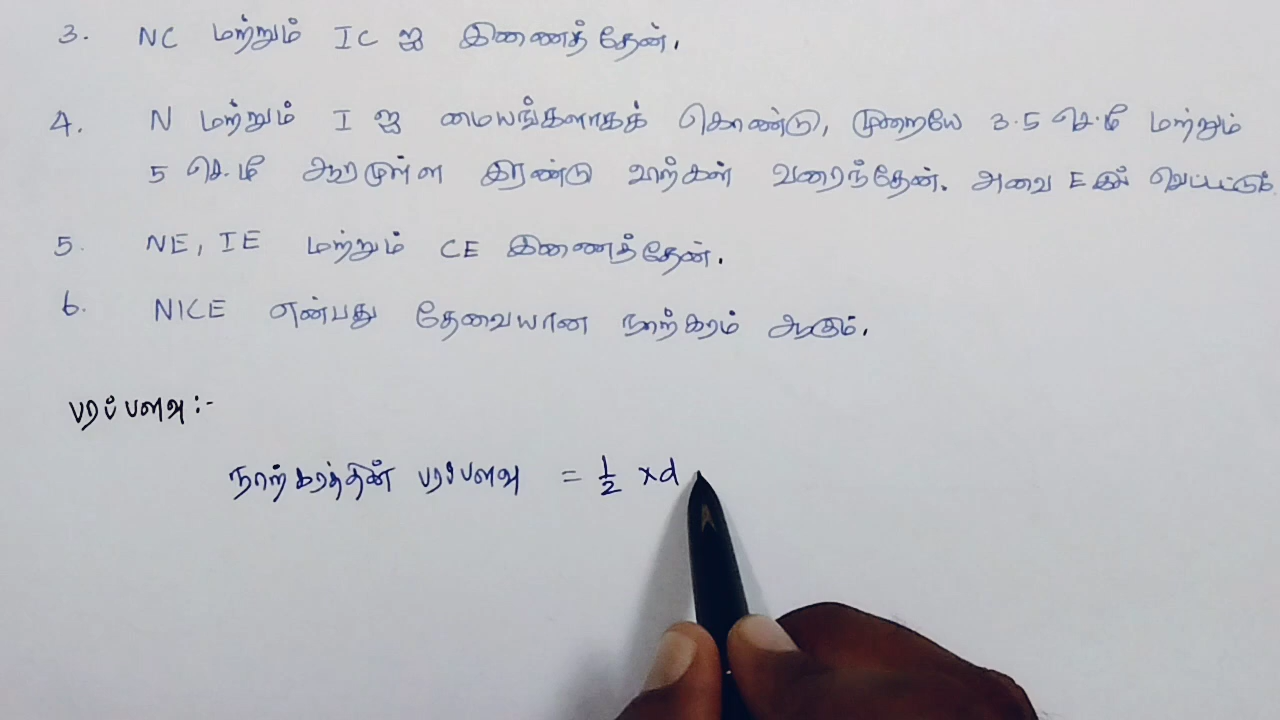 3. NC மற்றும் IC ஐ இணைத்தேன்.
4. N மற்றும் I ஐ மையங்களாகக் கொண்டு, முறையே 3.5 செ.மீ மற்றும்
5 செ.மீ ஆரமுள்ள இரண்டு விற்கள் வரைந்தேன். அவை E இல் வெட்டட்டும்
5. NE, IE மற்றும் CE இணைத்தேன்.
6. NICE என்பது தேவையான நாற்கரம் ஆகும்.
பரப்பளவு :-
நாற்கரத்தின் பரப்பளவு = 1/2 × d